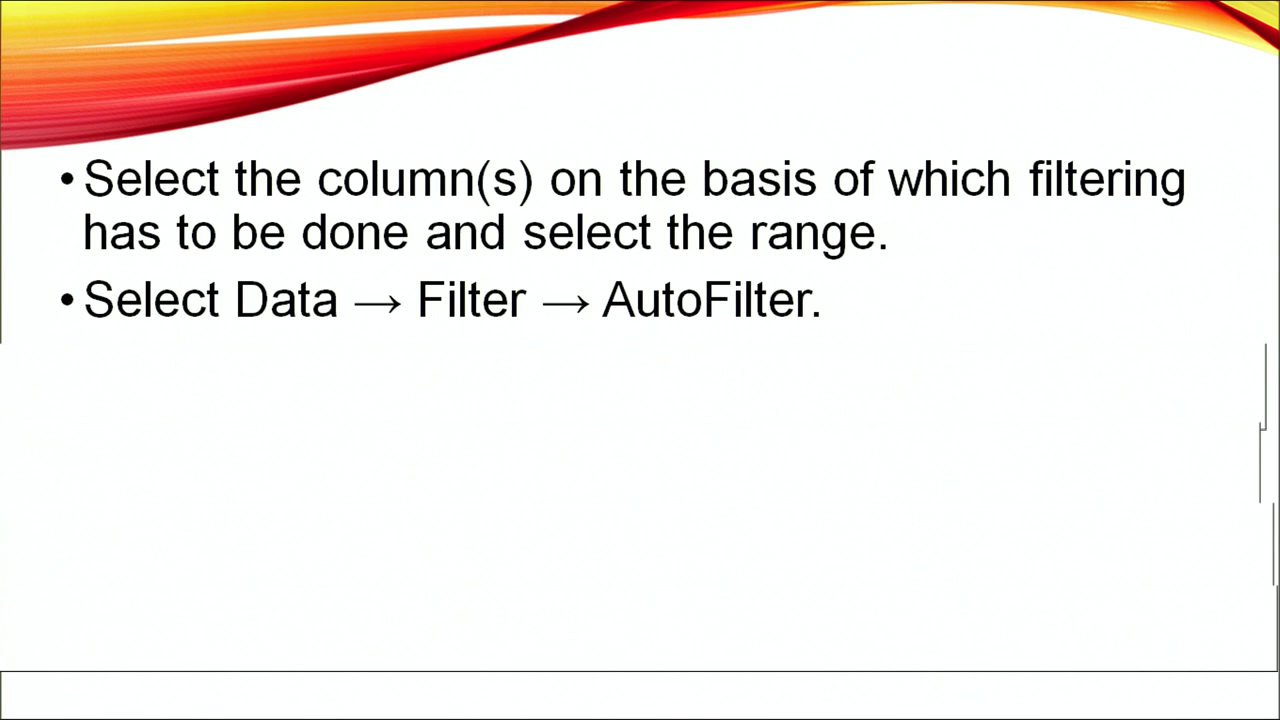 • Select the column(s) on the basis of which filtering
has to be done and select the range.
• Select Data → Filter → AutoFilter.